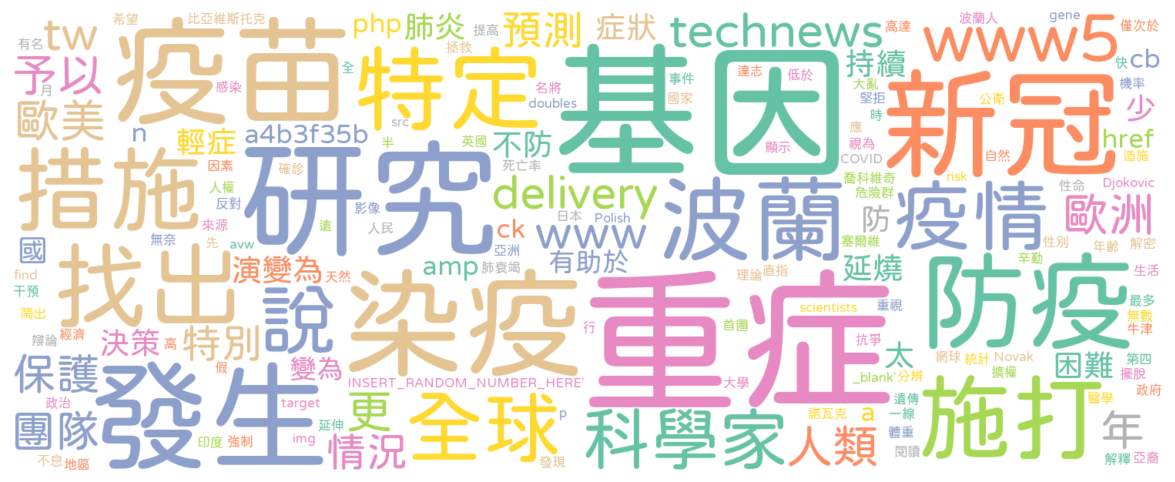 希望
比亞維斯托克
有名
tw
疫苗
php
肺炎
提高
預測
症狀
technews
高達
波蘭人
gene
僅次於
www5
快
cb
予以
月
感染
特定
拯救
全
基因
事件
國家
名將
doubles
達志
低於
持續
大亂
堅拒
時
應
新冠
公衛
機率
少
歐美
n
輕症
a4b3f35b
src
半
英國
不防
死亡率
顯示
視為
COVID
自然
href
造施
措施
因素
人權
反對
確診
研究
delivery
喬科維奇
危險群
risk
性命
Djokovic
來源
先
無奈
影像
遠
人民
日本
Polish
ck
www
波蘭
防
疫情
歐洲
國
avw
亞洲
有助於
塞爾維
性別
年齡
解密
find
干預
找出
演變為
天然
amp
肺衰竭
理論
直指
延燒
辛勤
生活
鬧出
辯論
經濟
高
說
染疫
重症
scientists
重視
防疫
最多
無數
牛津
決策
特別
假
變為
行
首圈
抗爭
太
網球
統計
Novak
困難
第四
擺脫
保護
INSERT_RANDOM_NUMBER_HERE'
大學
_blank'
分辨
擴權
政府
政治
發生
target
更
全球
p
諾瓦克
a
遺傳
一線
施打
醫學
團隊
印度
強制
延伸
img
情況
發現
科學家
人類
體重
閱讀
年
不息
地區
解釋
亞裔